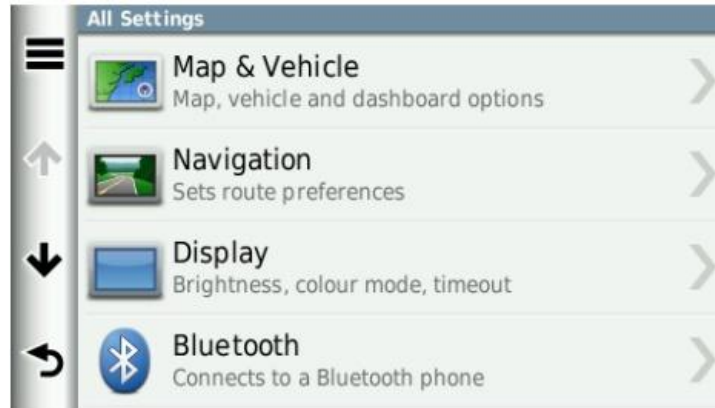 All Settings
Map & Vehicle
Map, vehicle and dashboard options
Navigation
Sets route preferences
Display
Brightness, colour mode, timeout
Bluetooth
Connects to a Bluetooth phone